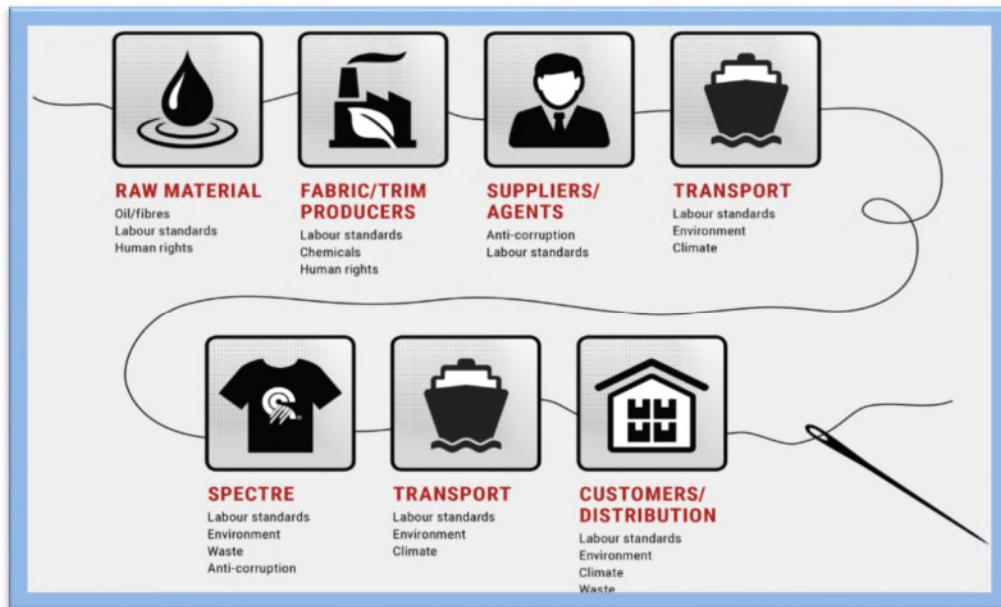 RAW MATERIAL
Oil/fibres
Labour standards
Human rights
FABRIC/TRIM
PRODUCERS
Labour standards
Chemicals
Human rights
SUPPLIERS/
AGENTS
Anti-corruption
Labour standards
TRANSPORT
Labour standards
Environment
Climate
SPECTRE
Labour standards
Environment
Waste
Anti-corruption
TRANSPORT
Labour standards
Environment
Climate
CUSTOMERS/
DISTRIBUTION
Labour standards
Environment
Climate
Waste